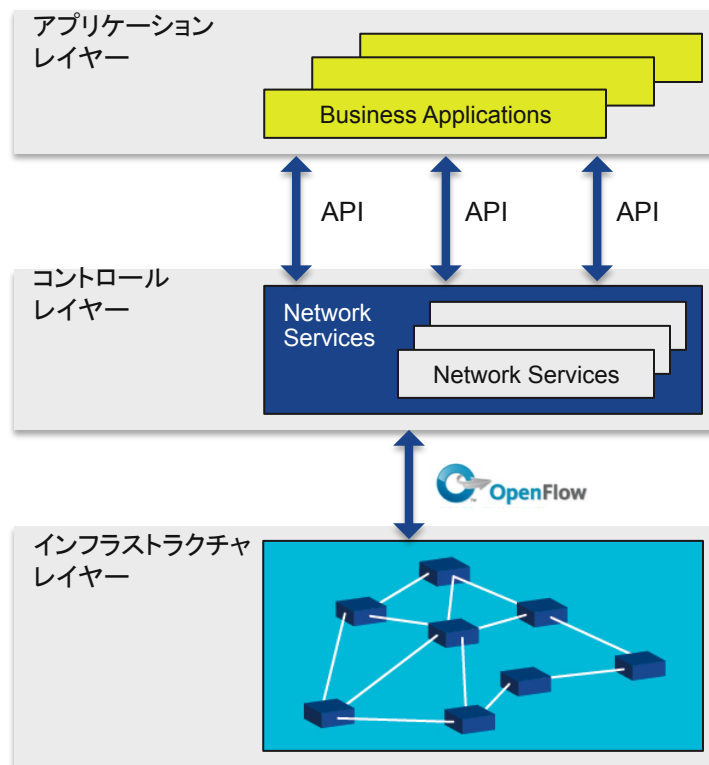 アプリケーション
レイヤー
Business Applications
API
API
API
コントロール
レイヤー
Network
Services
Network Services
OpenFlow
インフラストラクチャ
レイヤー